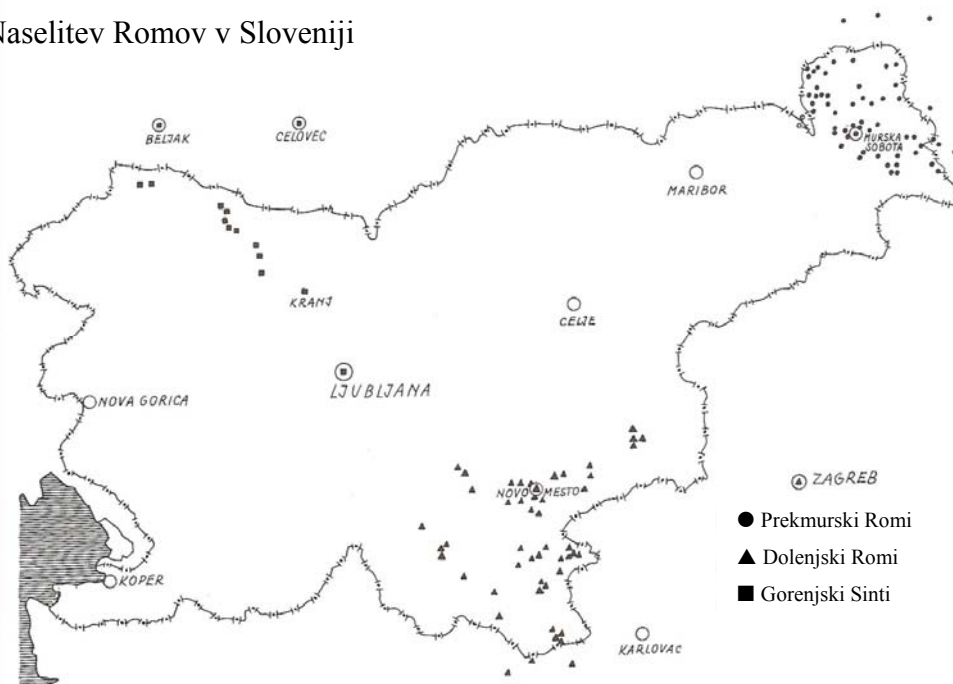 Naselitev Romov v Sloveniji
BELJAK
CELOVEC
MURSKA
SOBOTA
MARIBOR
KRANJ
CELJE
LJUBLJANA
NOVA GORICA
NOVO MESTO
ZAGREB
Prekmurski Romi
Dolenjski Romi
KOPER
Gorenjski Sinti
KARLOVAC